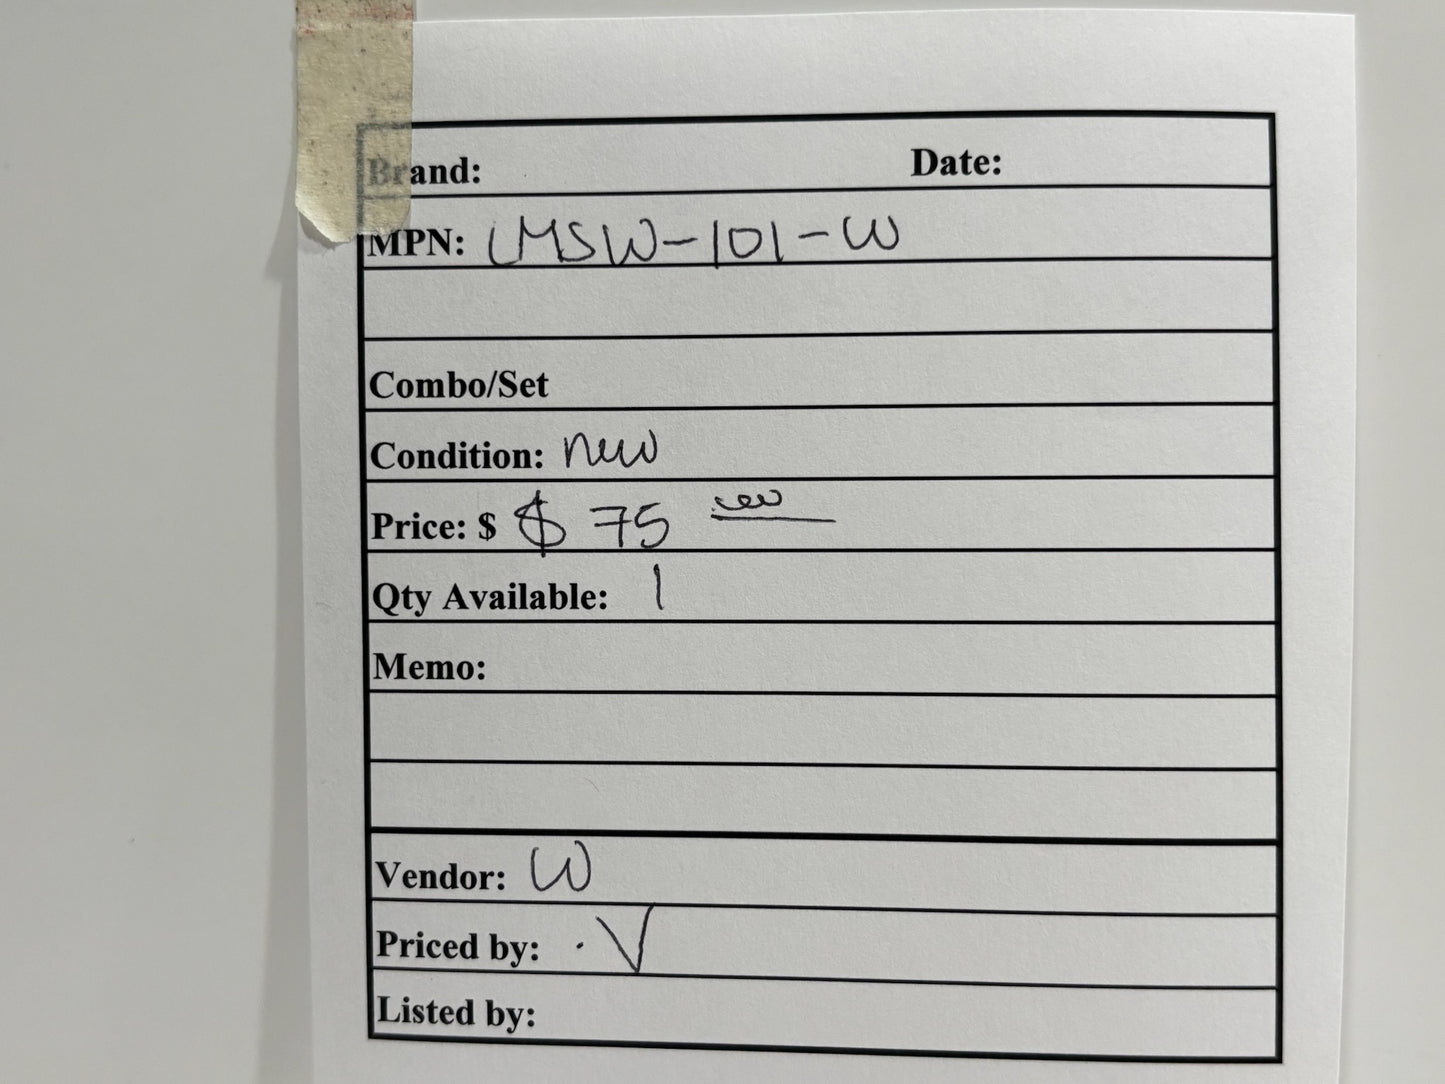 Brand: Date:
MPN: LMSW-101-W
Combo/Set
Condition: new
Price: $ $ 75
Qty Available: 1
Memo:
Vendor: W
Priced by: . V
Listed by: